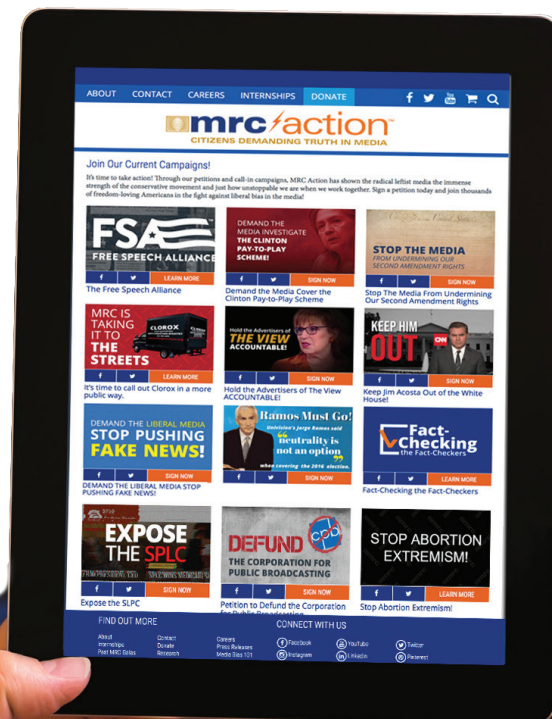 ABOUT CONTACT CAREERS INTERNSHIPS DONATE
mrc/action™
CITIZENS DEMANDING TRUTH IN MEDIA
Join Our Current Campaigns!
It's time to take action! Through our petitions and call-in campaigns, MRC Action has shown the radical leftist media the immense
strength of the conservative movement and just how unstoppable we are when we work together. Sign a petition today and join thousands
of freedom-loving Americans in the fight against liberal bias in the media!
FSA
FREE SPEECH ALLIANCE
LEARN MORE
The Free Speech Alliance
DEMAND THE
MEDIA INVESTIGATE
THE CLINTON
PAY-TO-PLAY
SCHEME!
SIGN NOW
Demand the Media Cover the
Clinton Pay-to-Play Scheme
STOP THE MEDIA
FROM UNDERMINING
OUR SECOND AMENDMENT RIGHTS
SIGN NOW
Stop The Media From Undermining
Our Second Amendment Rights
MRC IS
TAKING
IT TO
THE
STREETS
CLOROX
LEARN MORE
It's time to call out Clorox in a more
public way.
Hold the Advertisers of
THE VIEW
ACCOUNTABLE!
SIGN NOW
Hold the Advertisers of The View
ACCOUNTABLE!
KEEP HIM
OUT
CNN
SIGN NOW
Keep Jim Acosta Out of the White
House!
DEMAND THE LIBERAL MEDIA
STOP PUSHING
FAKE NEWS!
SIGN NOW
DEMAND THE LIBERAL MEDIA STOP
PUSHING FAKE NEWS!
Ramos Must Go!
Univision's Jorge Ramos said
“neutrality is
not an option”
when covering the 2016 election.
SIGN NOW
Fact-
Checking
the Fact-Checkers
LEARN MORE
Fact-Checking the Fact-Checkers
EXPOSE
THE SPLC
SIGN NOW
Expose the SLPC
DEFUND CPB
THE CORPORATION FOR
PUBLIC BROADCASTING
SIGN NOW
Petition to Defund the Corporation
for Public Broadcasting
STOP ABORTION
EXTREMISM!
LEARN MORE
Stop Abortion Extremism!
FIND OUT MORE
About Contact Careers
Internships Donate Press Releases
Past MRC Galas Research Media Bias 101
CONNECT WITH US
Facebook YouTube Twitter
Instagram LinkedIn Pinterest